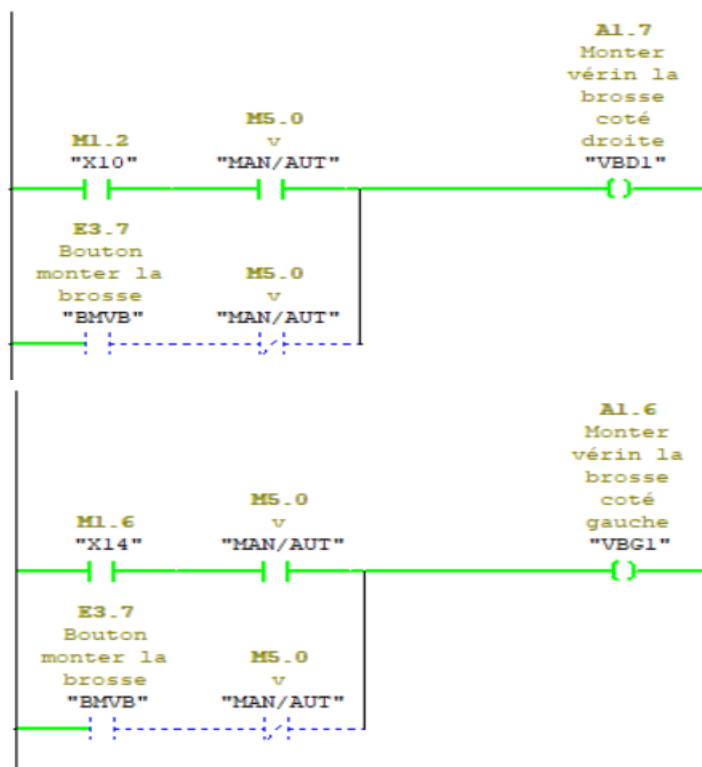 A1.7
Monter
vérin la
brosse
coté
droite
"VBD1"
M1.2
"X10"
M5.0
v
"MAN/AUT"
E3.7
Bouton
monter la
brosse
"BMVB"
M5.0
v
"MAN/AUT"
A1.6
Monter
vérin la
brosse
coté
gauche
"VBG1"
M1.6
"X14"
M5.0
v
"MAN/AUT"
E3.7
Bouton
monter la
brosse
"BMVB"
M5.0
v
"MAN/AUT"